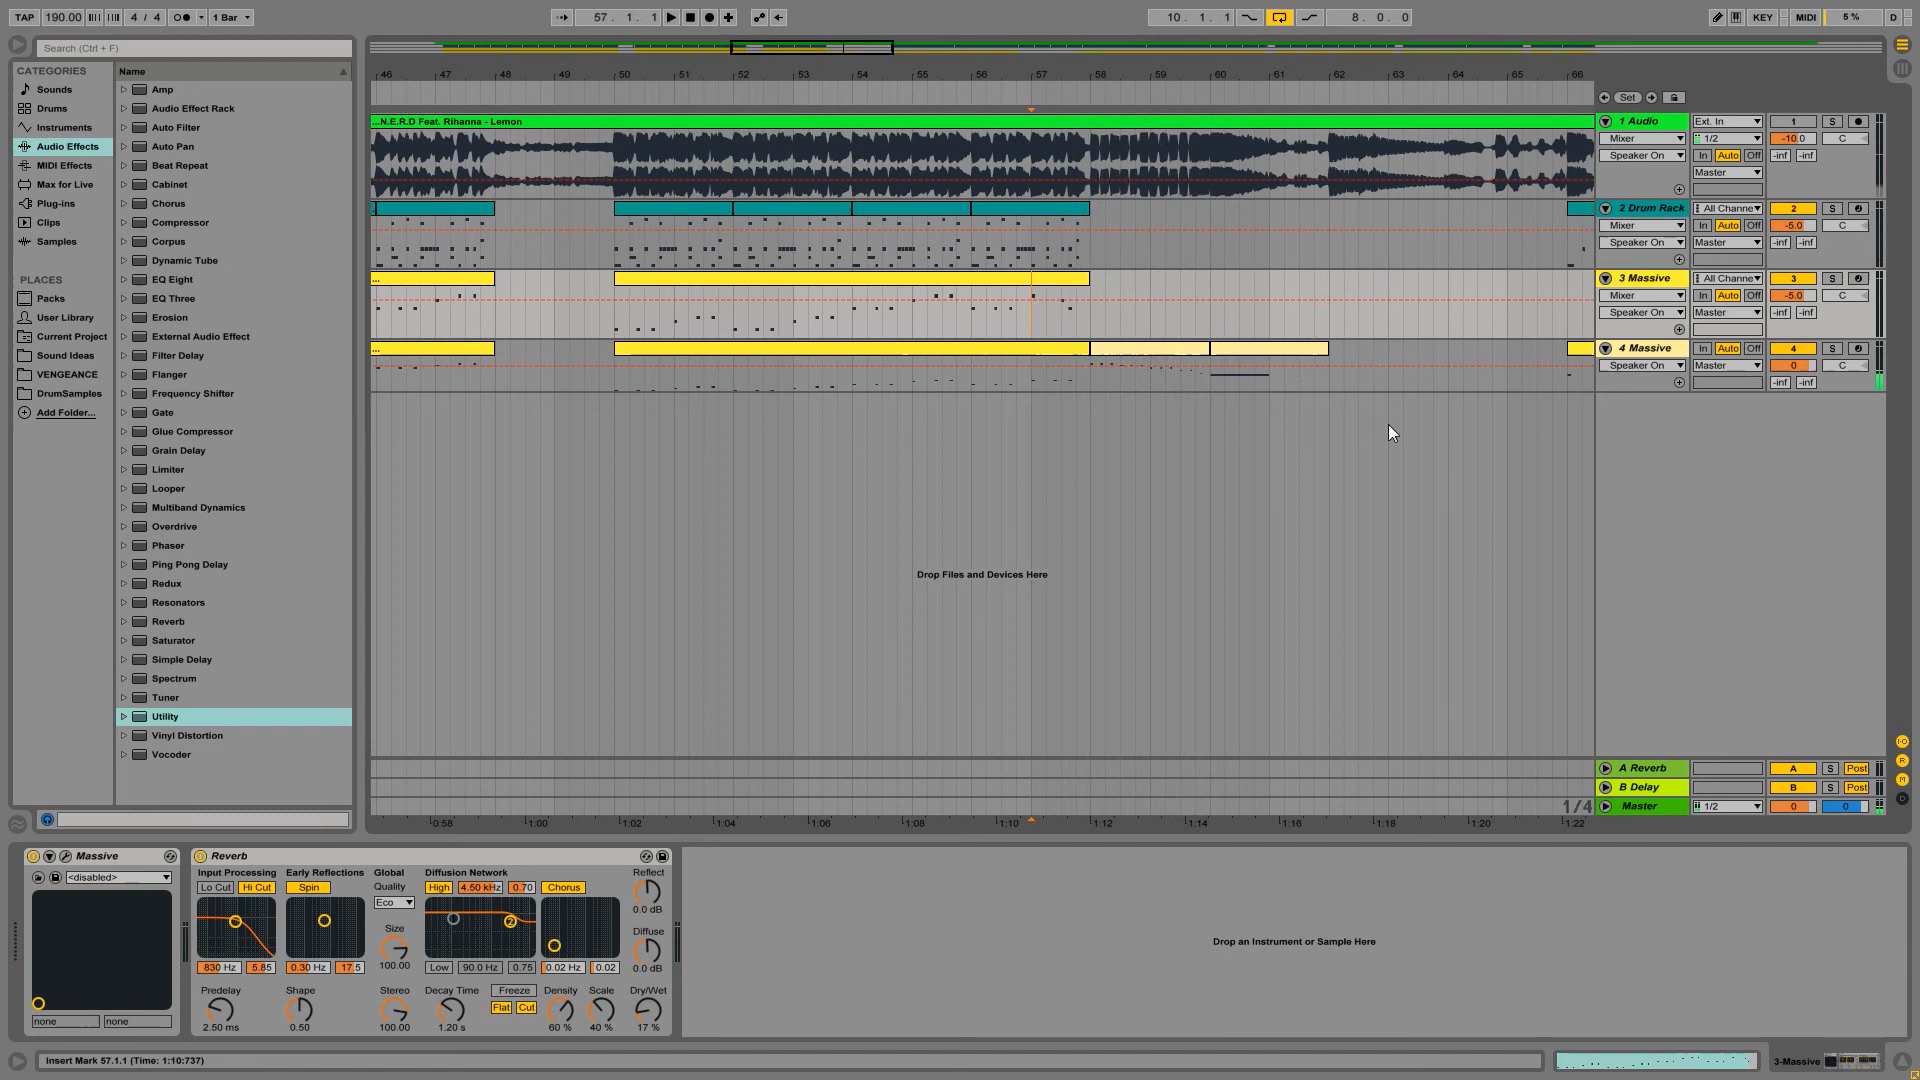 TAP 190.00 4 / 4 1 Bar 57. 1. 1 10. 1. 1 8. 0. 0 KEY MIDI 5 % D
Search (Ctrl + F)
CATEGORIES
Sounds
Drums
Instruments
Audio Effects
MIDI Effects
Max for Live
Plug-ins
Clips
Samples
PLACES
Packs
User Library
Current Project
Sound Ideas
VENGEANCE
DrumSamples
Add Folder...
Name
Amp
Audio Effect Rack
Auto Filter
Auto Pan
Beat Repeat
Cabinet
Chorus
Compressor
Corpus
Dynamic Tube
EQ Eight
EQ Three
Erosion
External Audio Effect
Filter Delay
Flanger
Frequency Shifter
Gate
Glue Compressor
Grain Delay
Limiter
Looper
Multiband Dynamics
Overdrive
Phaser
Ping Pong Delay
Redux
Resonators
Reverb
Saturator
Simple Delay
Spectrum
Tuner
Utility
Vinyl Distortion
Vocoder
46 47 48 49 50 51 52 53 54 55 56 57 58 59 60 61 62 63 64 65 66
Set
...N.E.R.D Feat. Rihanna - Lemon
1 Audio Ext. In 1 S
Mixer 1/2 -10.0 C
Speaker On In Auto Off -inf -inf
Master
2 Drum Rack All Channe 2 S
Mixer In Auto Off -5.0 C
Speaker On Master -inf -inf
...
3 Massive All Channe 3 S
Mixer In Auto Off -5.0 C
Speaker On Master -inf -inf
...
4 Massive In Auto Off 4 S
Speaker On Master 0 C
-inf -inf
Drop Files and Devices Here
A Reverb A S Post
B Delay B S Post
1/4 Master 1/2 0 0
0:58 1:00 1:02 1:04 1:06 1:08 1:10 1:12 1:14 1:16 1:18 1:20 1:22
Massive
<disabled>
none none
Reverb
Input Processing Early Reflections Global Diffusion Network Reflect
Lo Cut Hi Cut Spin Quality High 4.50 kHz 0.70 Chorus
Eco 0.0 dB
Size Diffuse
100.00 0.0 dB
830 Hz 5.85 0.30 Hz 17.5 Low 90.0 Hz 0.75 0.02 Hz 0.02
Predelay Shape Stereo Decay Time Freeze Density Scale Dry/Wet
Flat Cut
2.50 ms 0.50 100.00 1.20 s 60 % 40 % 17 %
Drop an Instrument or Sample Here
Insert Mark 57.1.1 (Time: 1:10:737)
3-Massive